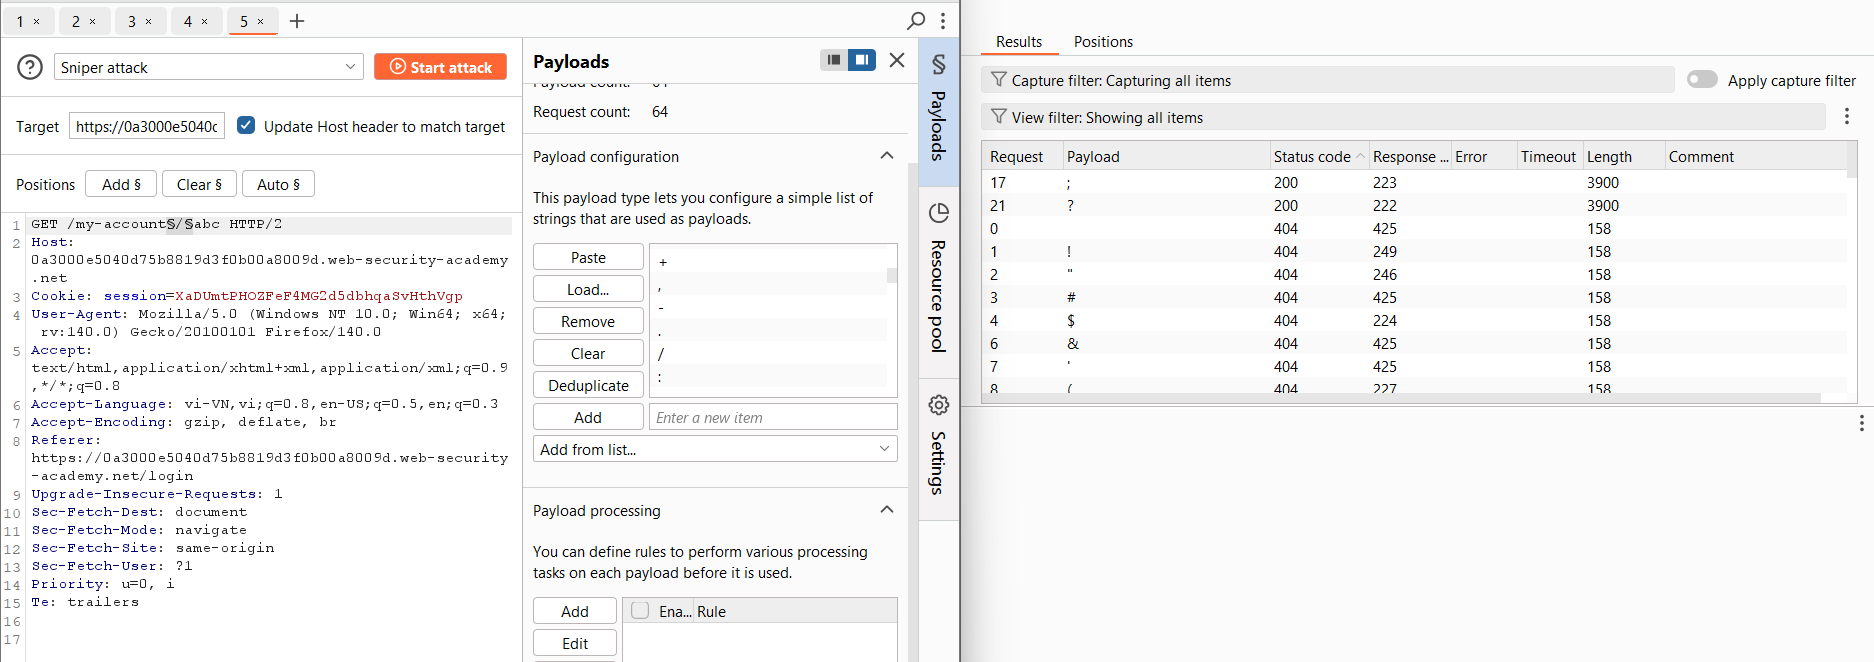 1 × 2 × 3 × 4 × 5 × +
Sniper attack
Start attack
Target https://0a3000e5040c
Update Host header to match target
Positions Add § Clear § Auto §
1 GET /my-account§/§abc HTTP/2
2 Host:
0a3000e5040d75b8819d3f0b00a8009d.web-security-academy
.net
3 Cookie: session=XaDUmtPHOZFeF4MG2d5dbhqaSvHthVgp
4 User-Agent: Mozilla/5.0 (Windows NT 10.0; Win64; x64;
rv:140.0) Gecko/20100101 Firefox/140.0
5 Accept:
text/html,application/xhtml+xml,application/xml;q=0.9
,*/*;q=0.8
6 Accept-Language: vi-VN,vi;q=0.8,en-US;q=0.5,en;q=0.3
7 Accept-Encoding: gzip, deflate, br
8 Referer:
https://0a3000e5040d75b8819d3f0b00a8009d.web-security
-academy.net/login
9 Upgrade-Insecure-Requests: 1
10 Sec-Fetch-Dest: document
11 Sec-Fetch-Mode: navigate
12 Sec-Fetch-Site: same-origin
13 Sec-Fetch-User: ?1
14 Priority: u=0, i
15 Te: trailers
16
17
Payloads
Payload count: 64
Request count: 64
Payload configuration
This payload type lets you configure a simple list of
strings that are used as payloads.
Paste
Load...
Remove
Clear
Deduplicate
Add
+
,
-
.
/
:
Enter a new item
Add from list...
Payload processing
You can define rules to perform various processing
tasks on each payload before it is used.
Add
Edit
Ena... Rule
§ Payloads
Resource pool
Settings
Results Positions
Capture filter: Capturing all items
Apply capture filter
View filter: Showing all items
Request Payload Status code Response ... Error Timeout Length Comment
17 ; 200 223 3900
21 ? 200 222 3900
0 404 425 158
1 ! 404 249 158
2 " 404 246 158
3 # 404 425 158
4 $ 404 224 158
6 & 404 425 158
7 ' 404 425 158
8 ( 404 227 158